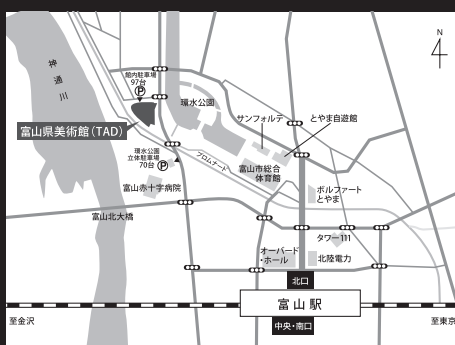 N
神通川
館内駐車場
97台
P
環水公園
サンフォルテ
とやま自遊館
富山県美術館(TAD)
環水公園
立体駐車場
70台 P
プロムナード
富山市総合
体育館
富山赤十字病院
ボルファート
とやま
富山北大橋
タワー111
オーバード
・ホール
北陸電力
北口
富山駅
至金沢
至東京
中央・南口